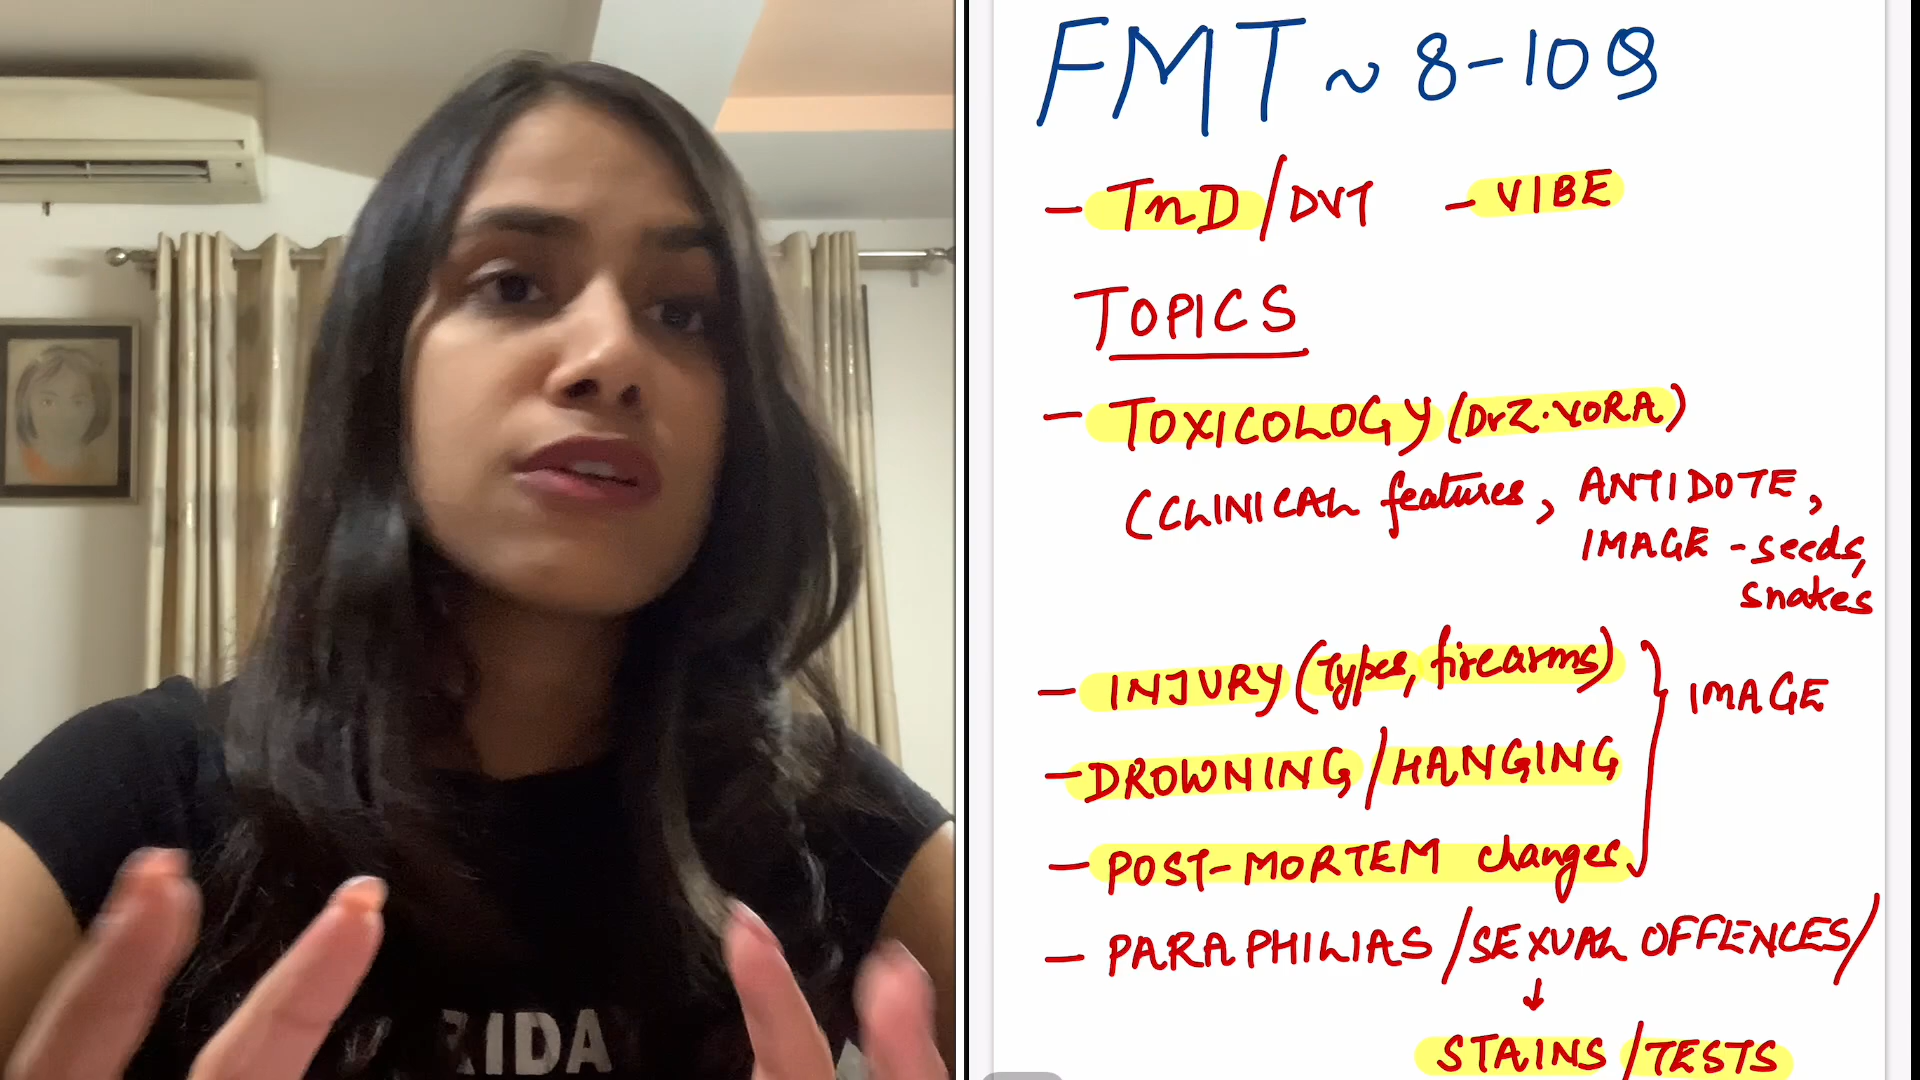 FMT ~ 8-10Q
- TnD/DVT - VIBE
TOPICS
- TOXICOLOGY (Dr Z. VORA)
(CLINICAL features, ANTIDOTE,
IMAGE - seeds,
snakes
- INJURY (Types, firearms)
IMAGE
- DROWNING/HANGING
- POST-MORTEM changes
- PARAPHILIAS/SEXUAL OFFENCES/
↓
STAINS/TESTS